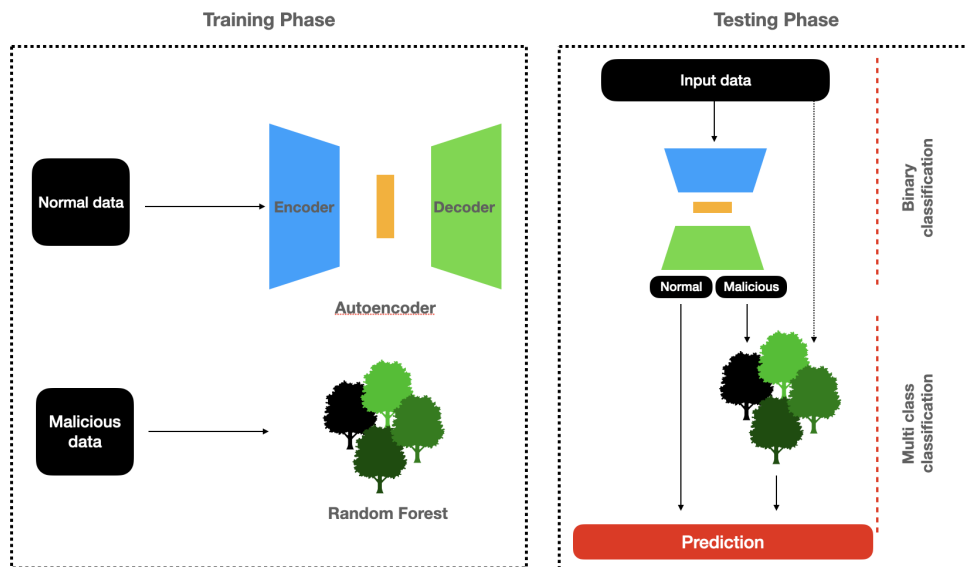 Training Phase
Normal data
Encoder
Decoder
Autoencoder
Malicious
data
Random Forest
Testing Phase
Input data
Normal
Malicious
Prediction
Binary
classification
Multi class
classification